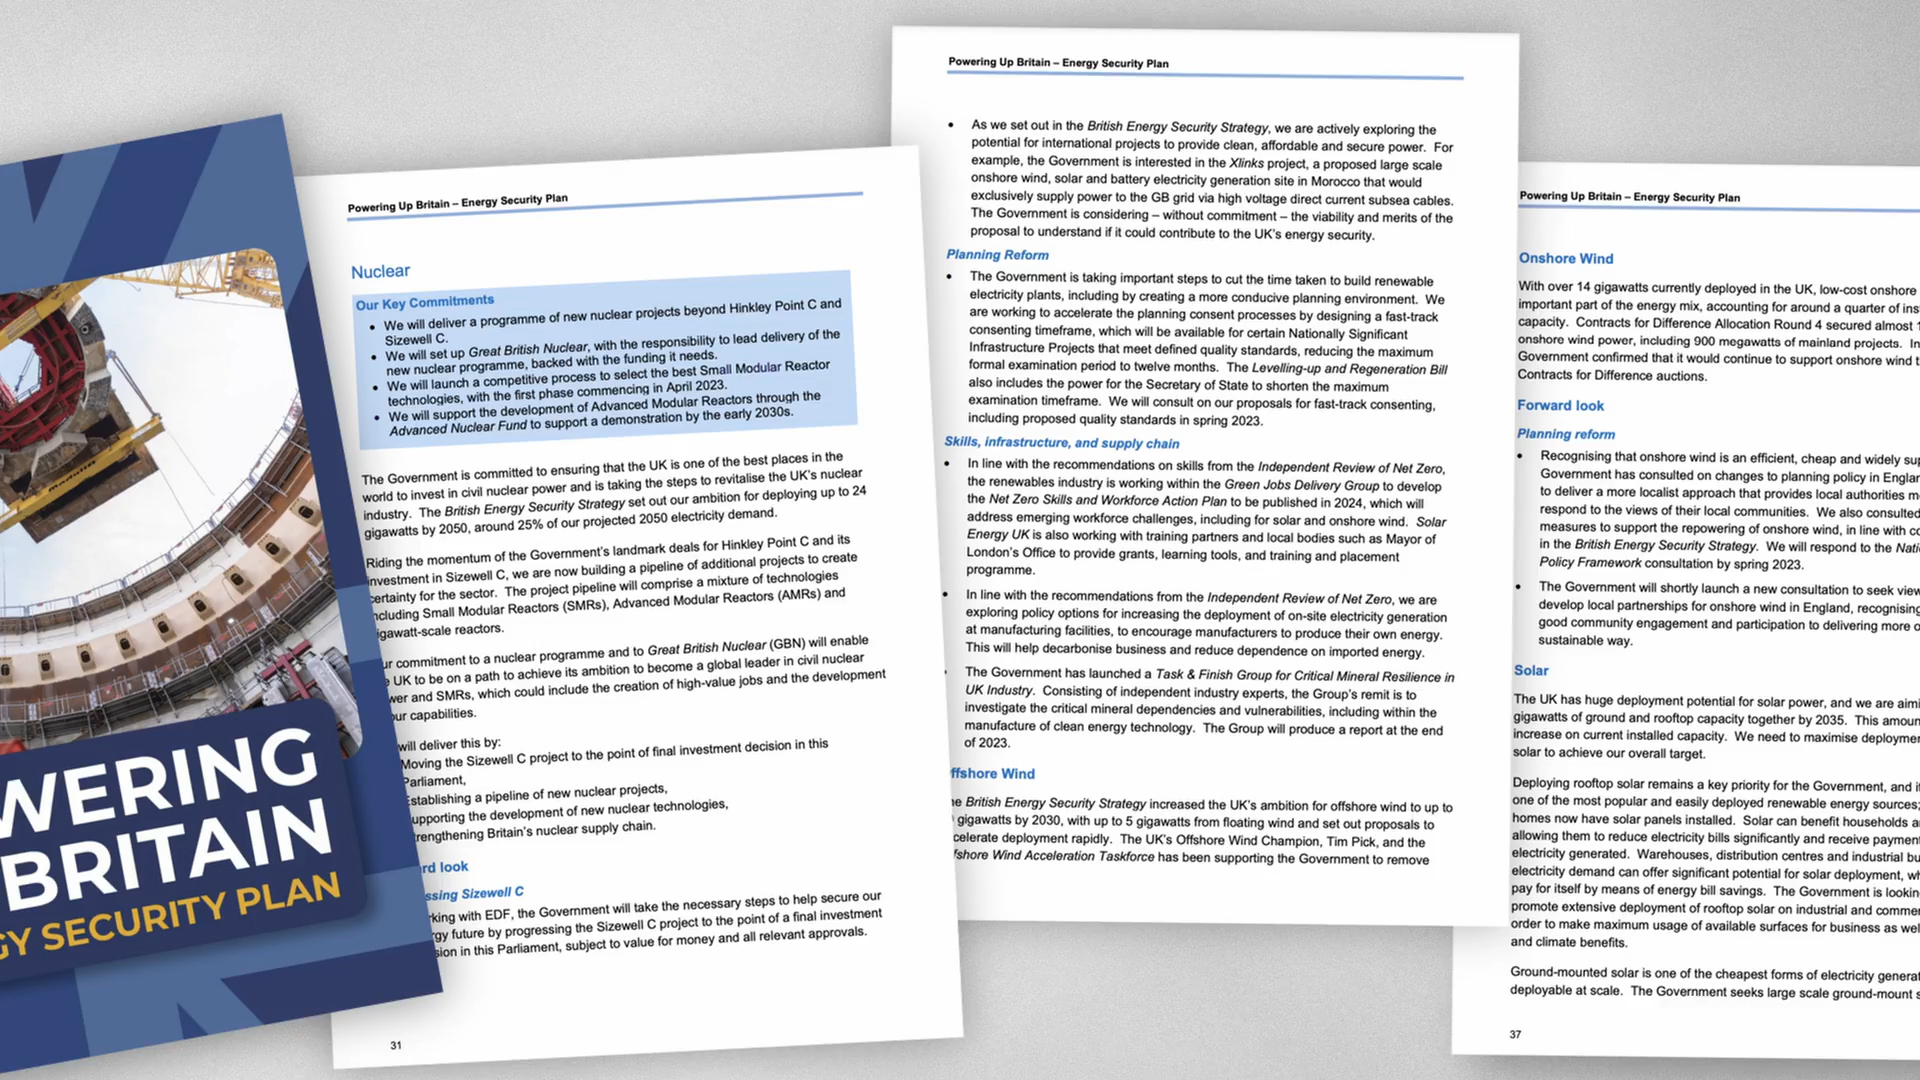 WERING
BRITAIN
GY SECURITY PLAN
Powering Up Britain – Energy Security Plan
Nuclear
Our Key Commitments
• We will deliver a programme of new nuclear projects beyond Hinkley Point C and
Sizewell C.
• We will set up Great British Nuclear, with the responsibility to lead delivery of the
new nuclear programme, backed with the funding it needs.
• We will launch a competitive process to select the best Small Modular Reactor
technologies, with the first phase commencing in April 2023.
• We will support the development of Advanced Modular Reactors through the
Advanced Nuclear Fund to support a demonstration by the early 2030s.
The Government is committed to ensuring that the UK is one of the best places in the
world to invest in civil nuclear power and is taking the steps to revitalise the UK's nuclear
industry. The British Energy Security Strategy set out our ambition for deploying up to 24
gigawatts by 2050, around 25% of our projected 2050 electricity demand.
Riding the momentum of the Government's landmark deals for Hinkley Point C and its
investment in Sizewell C, we are now building a pipeline of additional projects to create
certainty for the sector. The project pipeline will comprise a mixture of technologies
ncluding Small Modular Reactors (SMRs), Advanced Modular Reactors (AMRs) and
igawatt-scale reactors.
ur commitment to a nuclear programme and to Great British Nuclear (GBN) will enable
UK to be on a path to achieve its ambition to become a global leader in civil nuclear
wer and SMRs, which could include the creation of high-value jobs and the development
our capabilities.
will deliver this by:
Moving the Sizewell C project to the point of final investment decision in this
Parliament,
Establishing a pipeline of new nuclear projects,
upporting the development of new nuclear technologies,
trengthening Britain's nuclear supply chain.
rd look
ssing Sizewell C
rking with EDF, the Government will take the necessary steps to help secure our
rgy future by progressing the Sizewell C project to the point of a final investment
sion in this Parliament, subject to value for money and all relevant approvals.
31
Powering Up Britain – Energy Security Plan
• As we set out in the British Energy Security Strategy, we are actively exploring the
potential for international projects to provide clean, affordable and secure power. For
example, the Government is interested in the Xlinks project, a proposed large scale
onshore wind, solar and battery electricity generation site in Morocco that would
exclusively supply power to the GB grid via high voltage direct current subsea cables.
The Government is considering – without commitment – the viability and merits of the
proposal to understand if it could contribute to the UK's energy security.
Planning Reform
• The Government is taking important steps to cut the time taken to build renewable
electricity plants, including by creating a more conducive planning environment. We
are working to accelerate the planning consent processes by designing a fast-track
consenting timeframe, which will be available for certain Nationally Significant
Infrastructure Projects that meet defined quality standards, reducing the maximum
formal examination period to twelve months. The Levelling-up and Regeneration Bill
also includes the power for the Secretary of State to shorten the maximum
examination timeframe. We will consult on our proposals for fast-track consenting,
including proposed quality standards in spring 2023.
Skills, infrastructure, and supply chain
• In line with the recommendations on skills from the Independent Review of Net Zero,
the renewables industry is working within the Green Jobs Delivery Group to develop
the Net Zero Skills and Workforce Action Plan to be published in 2024, which will
address emerging workforce challenges, including for solar and onshore wind. Solar
Energy UK is also working with training partners and local bodies such as Mayor of
London's Office to provide grants, learning tools, and training and placement
programme.
• In line with the recommendations from the Independent Review of Net Zero, we are
exploring policy options for increasing the deployment of on-site electricity generation
at manufacturing facilities, to encourage manufacturers to produce their own energy.
This will help decarbonise business and reduce dependence on imported energy.
• The Government has launched a Task & Finish Group for Critical Mineral Resilience in
UK Industry. Consisting of independent industry experts, the Group's remit is to
investigate the critical mineral dependencies and vulnerabilities, including within the
manufacture of clean energy technology. The Group will produce a report at the end
of 2023.
ffshore Wind
e British Energy Security Strategy increased the UK's ambition for offshore wind to up to
gigawatts by 2030, with up to 5 gigawatts from floating wind and set out proposals to
celerate deployment rapidly. The UK's Offshore Wind Champion, Tim Pick, and the
fshore Wind Acceleration Taskforce has been supporting the Government to remove
Powering Up Britain – Energy Security Plan
Onshore Wind
With over 14 gigawatts currently deployed in the UK, low-cost onshore
important part of the energy mix, accounting for around a quarter of ins
capacity. Contracts for Difference Allocation Round 4 secured almost 1
onshore wind power, including 900 megawatts of mainland projects. In
Government confirmed that it would continue to support onshore wind t
Contracts for Difference auctions.
Forward look
Planning reform
• Recognising that onshore wind is an efficient, cheap and widely sup
Government has consulted on changes to planning policy in Englan
to deliver a more localist approach that provides local authorities mo
respond to the views of their local communities. We also consulted
measures to support the repowering of onshore wind, in line with co
in the British Energy Security Strategy. We will respond to the Natio
Policy Framework consultation by spring 2023.
• The Government will shortly launch a new consultation to seek view
develop local partnerships for onshore wind in England, recognising
good community engagement and participation to delivering more o
sustainable way.
Solar
The UK has huge deployment potential for solar power, and we are aimi
gigawatts of ground and rooftop capacity together by 2035. This amoun
increase on current installed capacity. We need to maximise deploymen
solar to achieve our overall target.
Deploying rooftop solar remains a key priority for the Government, and i
one of the most popular and easily deployed renewable energy sources;
homes now have solar panels installed. Solar can benefit households a
allowing them to reduce electricity bills significantly and receive paymen
electricity generated. Warehouses, distribution centres and industrial bu
electricity demand can offer significant potential for solar deployment, wh
pay for itself by means of energy bill savings. The Government is lookin
promote extensive deployment of rooftop solar on industrial and comme
order to make maximum usage of available surfaces for business as wel
and climate benefits.
Ground-mounted solar is one of the cheapest forms of electricity generat
deployable at scale. The Government seeks large scale ground-mount s
37